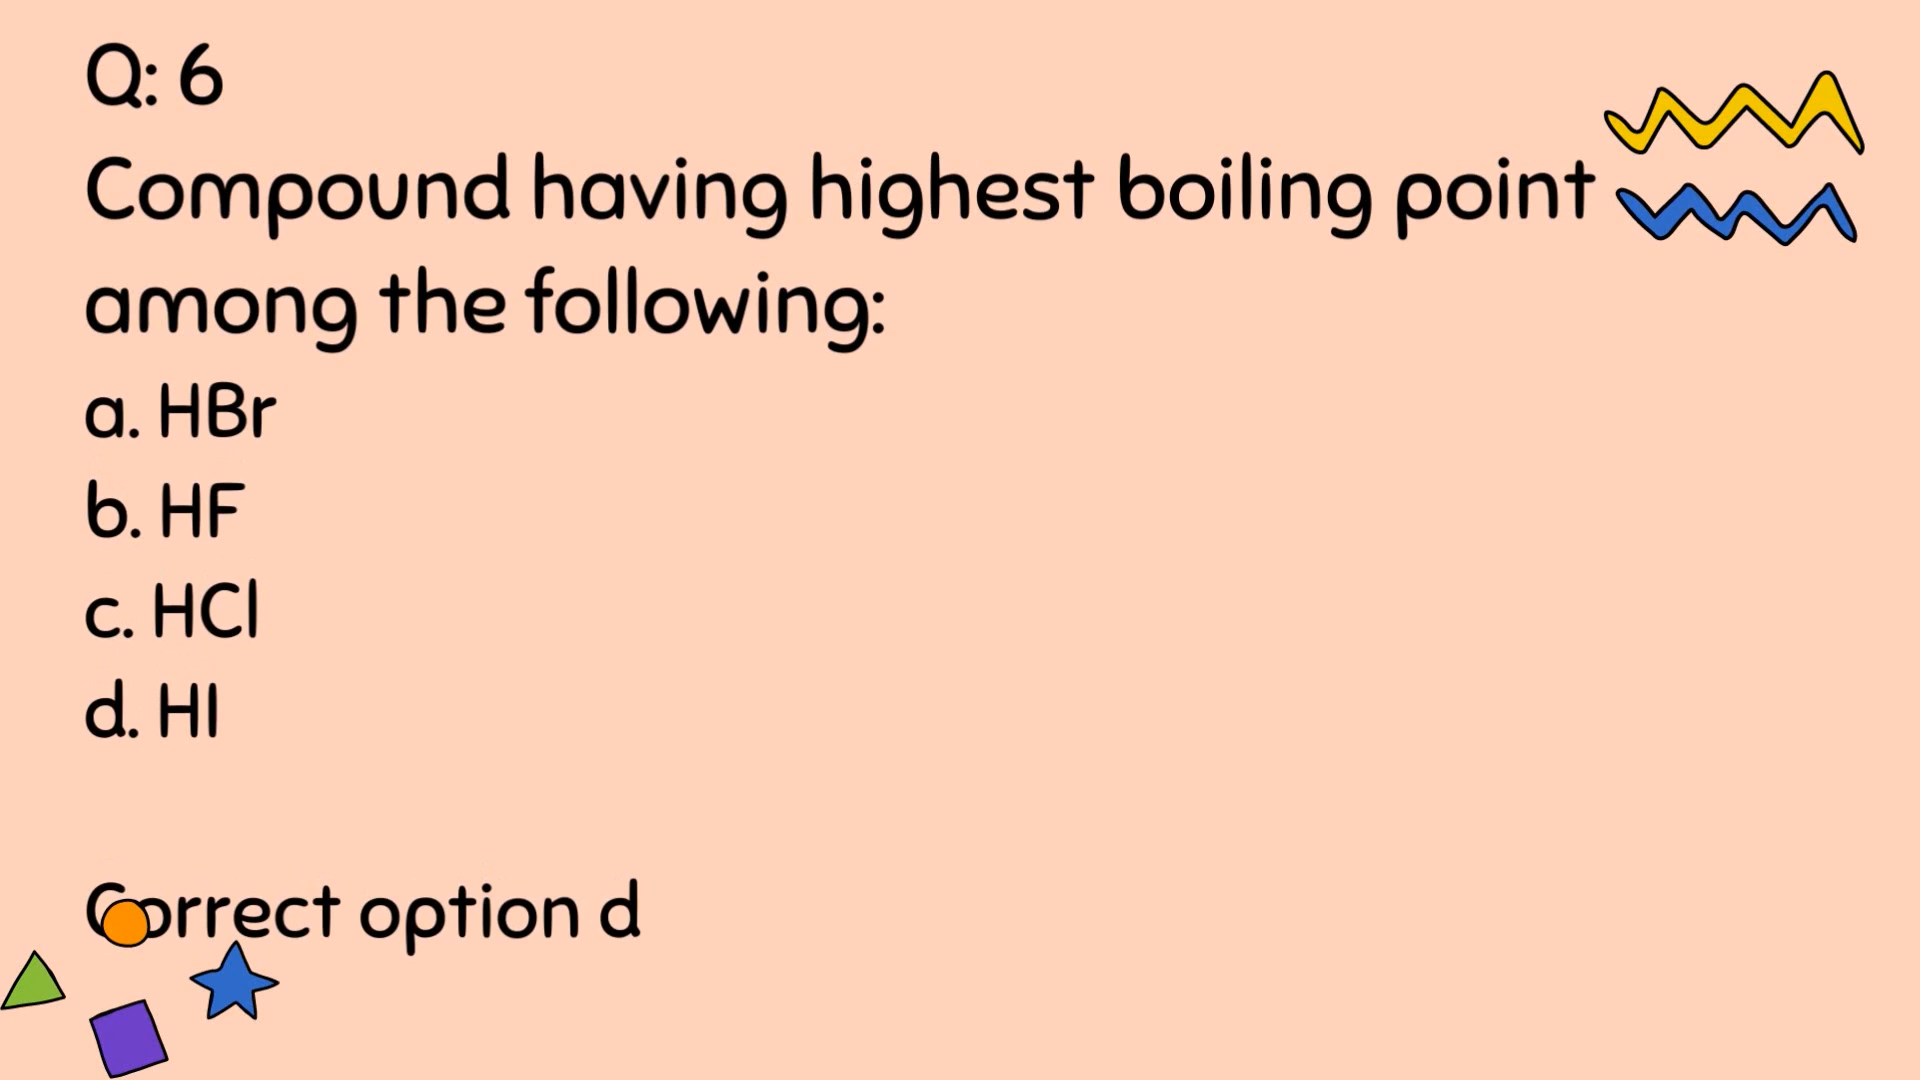 Q: 6
Compound having highest boiling point
among the following:
a. HBr
b. HF
c. HCl
d. HI
Correct option d